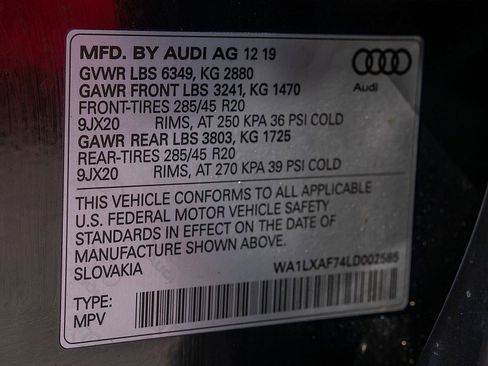 MFD. BY AUDI AG 12 19
GVWR LBS 6349, KG 2880
GAWR FRONT LBS 3241, KG 1470
FRONT-TIRES 285/45 R20
9JX20 RIMS, AT 250 KPA 36 PSI COLD
GAWR REAR LBS 3803, KG 1725
REAR-TIRES 285/45 R20
9JX20 RIMS, AT 270 KPA 39 PSI COLD
Audi
THIS VEHICLE CONFORMS TO ALL APPLICABLE
U.S. FEDERAL MOTOR VEHICLE SAFETY
STANDARDS IN EFFECT ON THE DATE OF
MANUFACTURE SHOWN ABOVE.
SLOVAKIA
WA1LXAF74LD002585
TYPE:
MPV